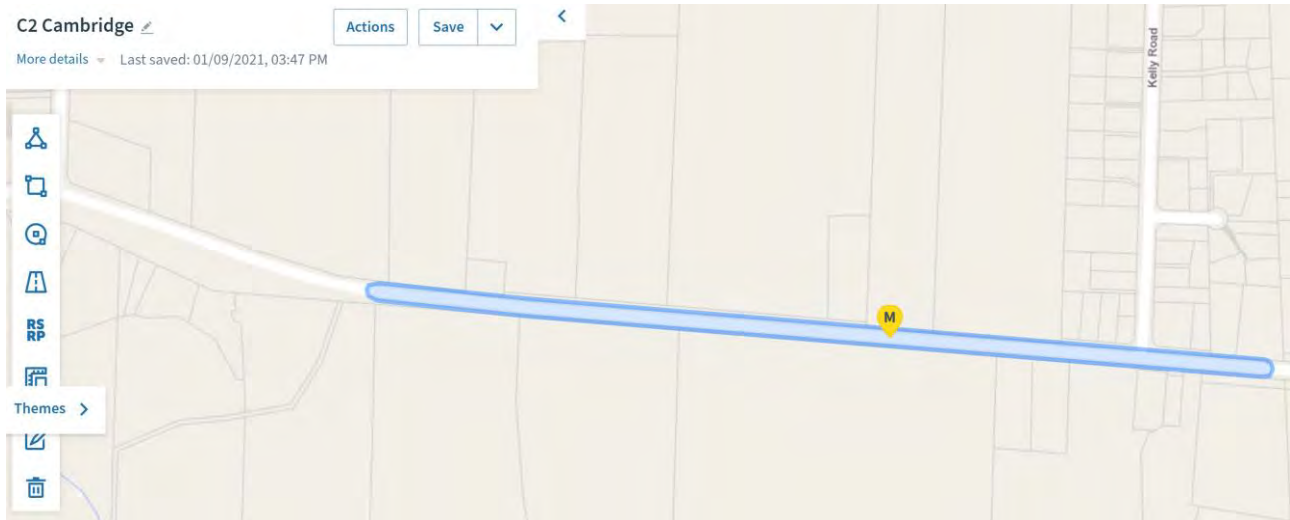 C2 Cambridge
Actions
Save
More details
Last saved: 01/09/2021, 03:47 PM
Kelly Road
RS
RP
M
Themes